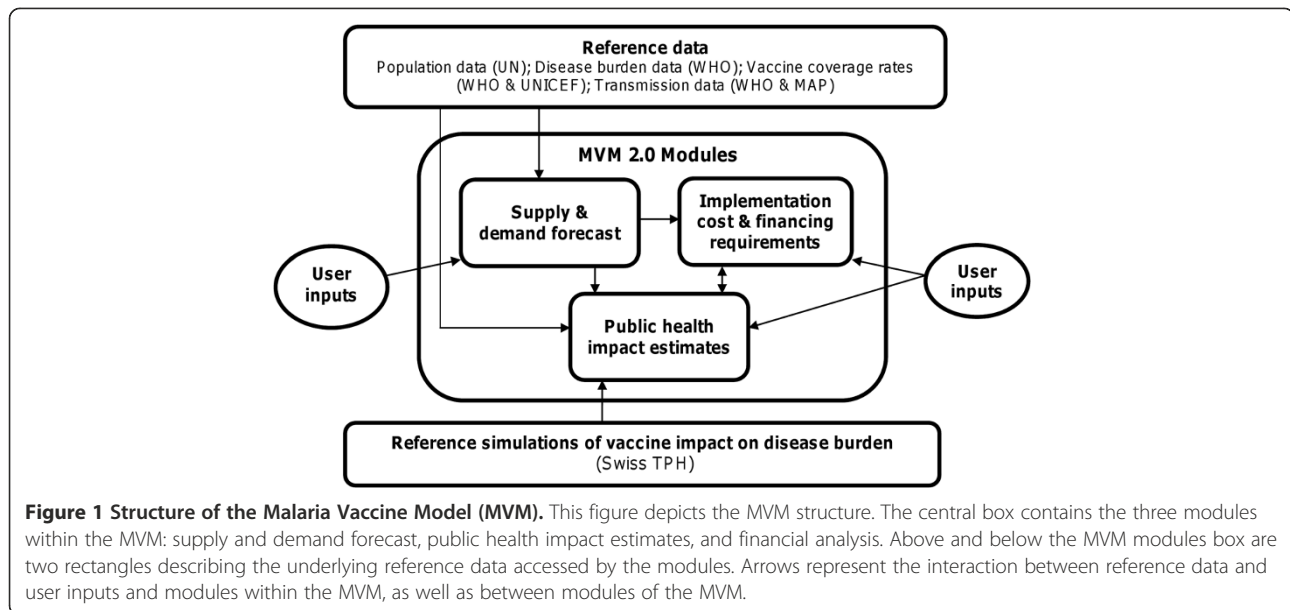 Reference data
Population data (UN); Disease burden data (WHO); Vaccine coverage rates
(WHO & UNICEF); Transmission data (WHO & MAP)
MVM 2.0 Modules
Supply &
demand forecast
Implementation
cost & financing
requirements
User
inputs
User
inputs
Public health
impact estimates
Reference simulations of vaccine impact on disease burden
(Swiss TPH)
Figure 1 Structure of the Malaria Vaccine Model (MVM). This figure depicts the MVM structure. The central box contains the three modules
within the MVM: supply and demand forecast, public health impact estimates, and financial analysis. Above and below the MVM modules box are
two rectangles describing the underlying reference data accessed by the modules. Arrows represent the interaction between reference data and
user inputs and modules within the MVM, as well as between modules of the MVM.